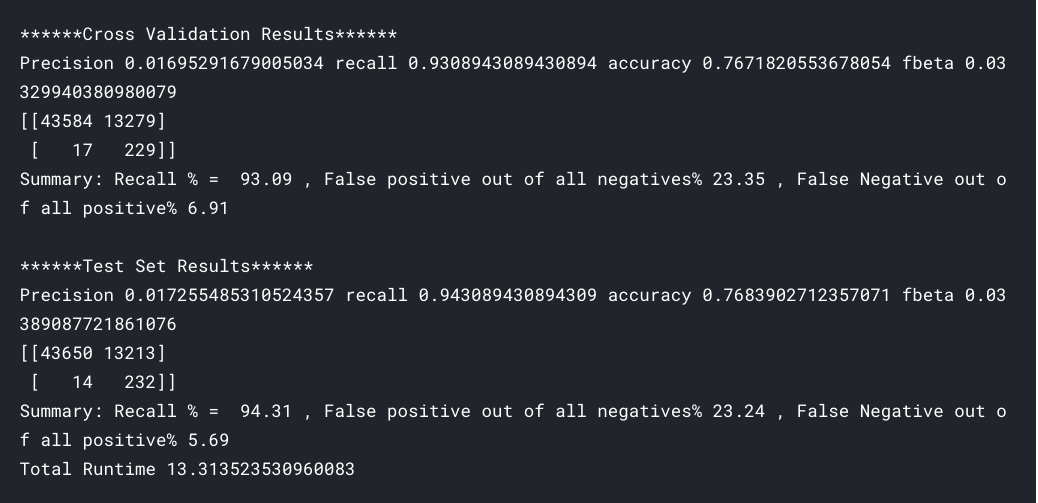 ******Cross Validation Results******
Precision 0.01695291679005034 recall 0.9308943089430894 accuracy 0.7671820553678054 fbeta 0.03
329940380980079
[[43584 13279]
 [   17   229]]
Summary: Recall % =  93.09 , False positive out of all negatives% 23.35 , False Negative out o
f all positive% 6.91

******Test Set Results******
Precision 0.017255485310524357 recall 0.943089430894309 accuracy 0.7683902712357071 fbeta 0.03
389087721861076
[[43650 13213]
 [   14   232]]
Summary: Recall % =  94.31 , False positive out of all negatives% 23.24 , False Negative out o
f all positive% 5.69
Total Runtime 13.313523530960083